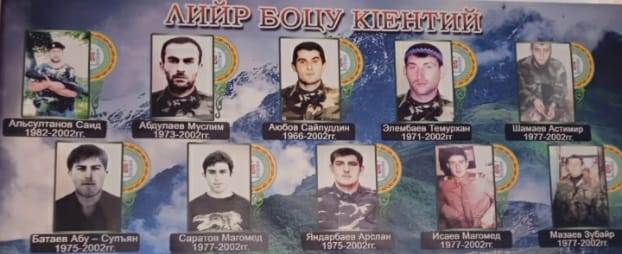 ЛИЙР БОЦУ КIЕНТИЙ
Альсултанов Саид
1982-2002гг.
Абдулаев Муслим
1973-2002гг.
Аюбов Сайпуддин
1966-2002гг.
Элембаев Темуркан
1971-2002гг.
Шамаев Астимир
1977-2002гг.
Батаев Абу – Супъян
1975-2002гг.
Саратов Магомед
1977-2002гг.
Яндарбаев Арслан
1975-2002гг.
Исаев Магомед
1977-2002гг.
Мазаев Зубайр
1977-2002гг.